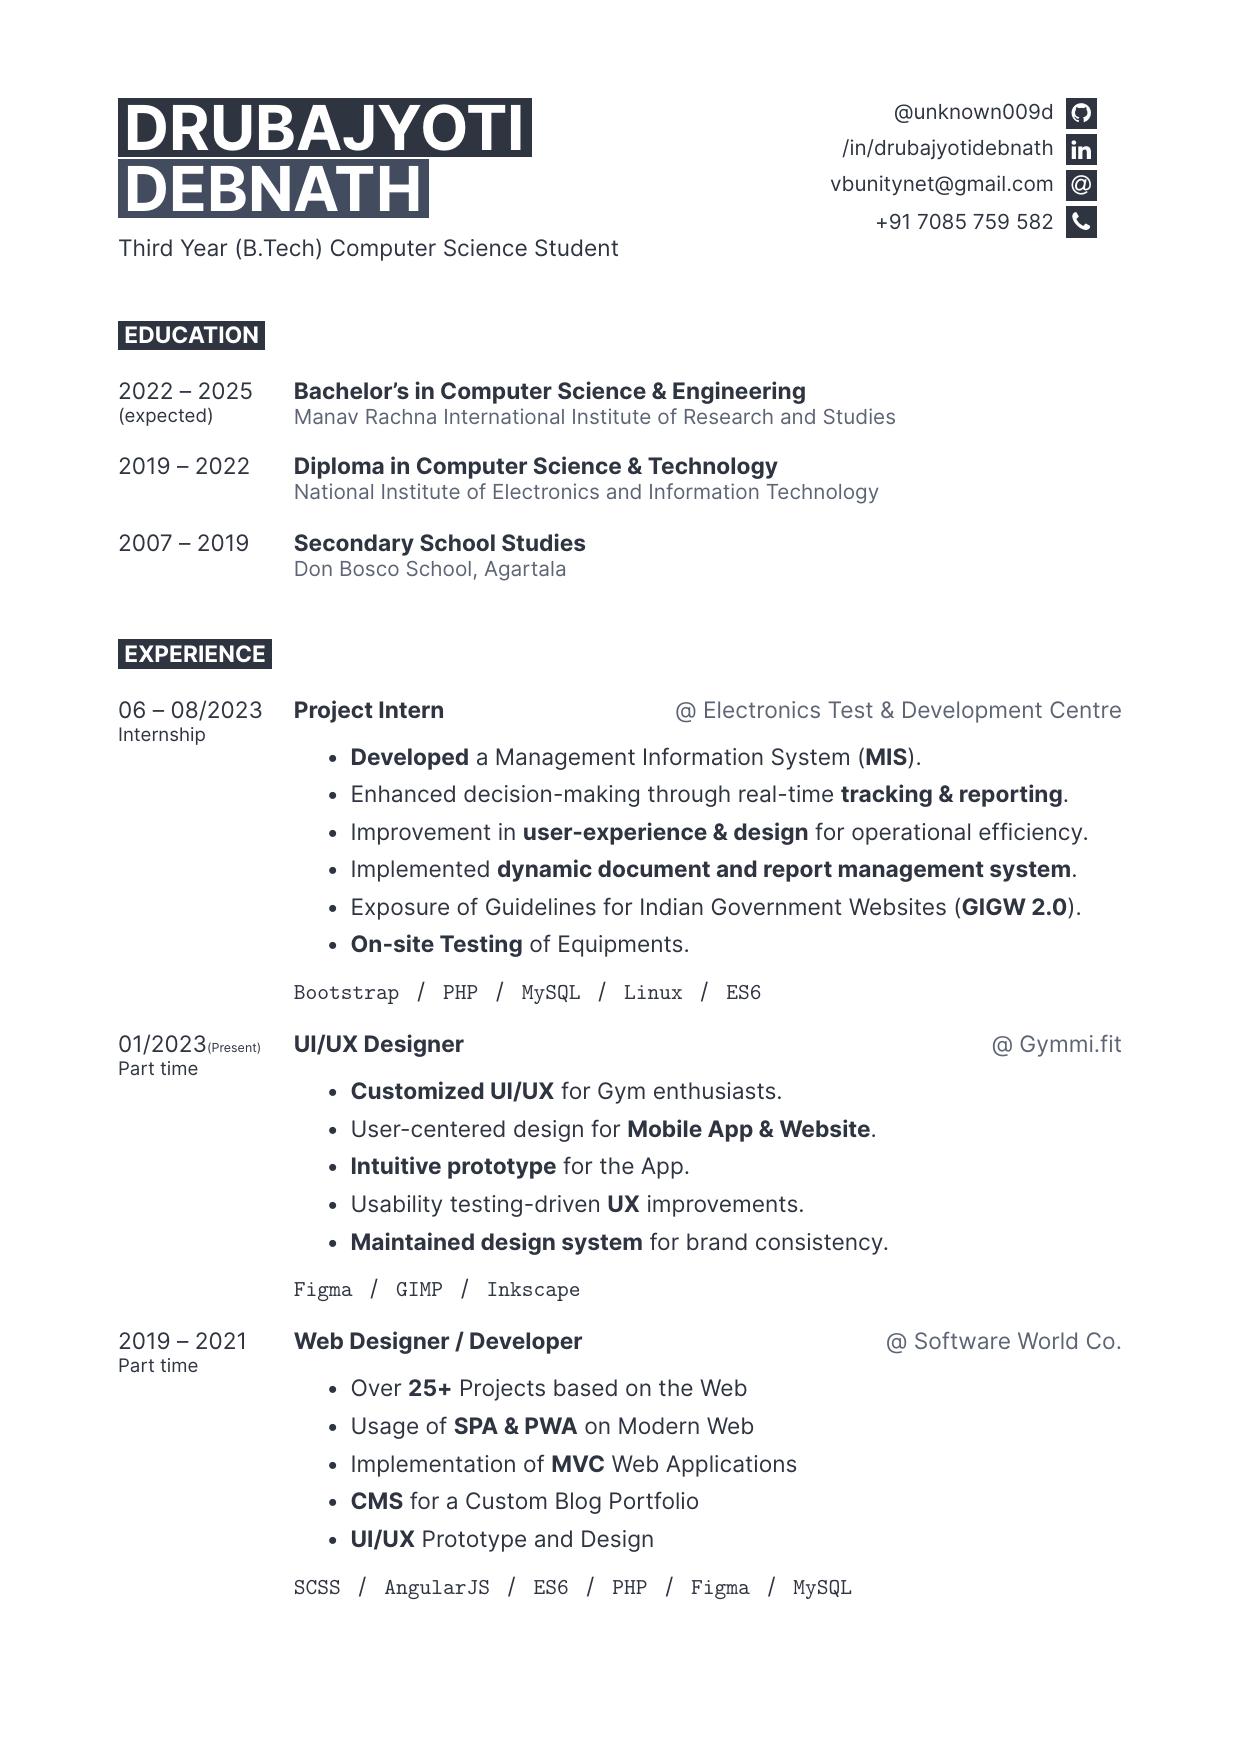 DRUBAJYOTI
DEBNATH
Third Year (B.Tech) Computer Science Student
@unknown009d
/in/drubajyotidebnath
vbunitynet@gmail.com
+91 7085 759 582
EDUCATION
2022 – 2025 Bachelor’s in Computer Science & Engineering
(expected) Manav Rachna International Institute of Research and Studies
2019 – 2022 Diploma in Computer Science & Technology
National Institute of Electronics and Information Technology
2007 – 2019 Secondary School Studies
Don Bosco School, Agartala
EXPERIENCE
06 – 08/2023 Project Intern @ Electronics Test & Development Centre
Internship
• Developed a Management Information System (MIS).
• Enhanced decision-making through real-time tracking & reporting.
• Improvement in user-experience & design for operational efficiency.
• Implemented dynamic document and report management system.
• Exposure of Guidelines for Indian Government Websites (GIGW 2.0).
• On-site Testing of Equipments.
Bootstrap / PHP / MySQL / Linux / ES6
01/2023(Present) UI/UX Designer @ Gymmi.fit
Part time
• Customized UI/UX for Gym enthusiasts.
• User-centered design for Mobile App & Website.
• Intuitive prototype for the App.
• Usability testing-driven UX improvements.
• Maintained design system for brand consistency.
Figma / GIMP / Inkscape
2019 – 2021 Web Designer / Developer @ Software World Co.
Part time
• Over 25+ Projects based on the Web
• Usage of SPA & PWA on Modern Web
• Implementation of MVC Web Applications
• CMS for a Custom Blog Portfolio
• UI/UX Prototype and Design
SCSS / AngularJS / ES6 / PHP / Figma / MySQL